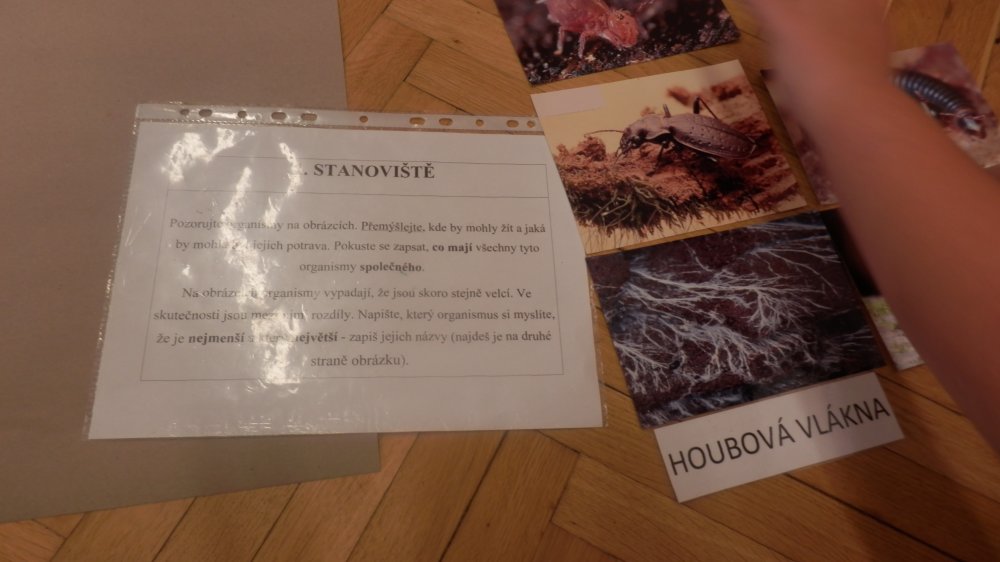 . STANOVIŠTĚ
Pozorujte organismy na obrázcích. Přemýšlejte, kde by mohly žít a jaká
by mohla být jejich potrava. Pokuste se zapsat, co mají všechny tyto
organismy společného.
Na obrázcích organismy vypadají, že jsou skoro stejně velcí. Ve
skutečnosti jsou mezi nimi rozdíly. Napište, který organismus si myslíte,
že je nejmenší a který největší - zapiš jejich názvy (najdeš je na druhé
straně obrázku).
HOUBOVÁ VLÁKNA